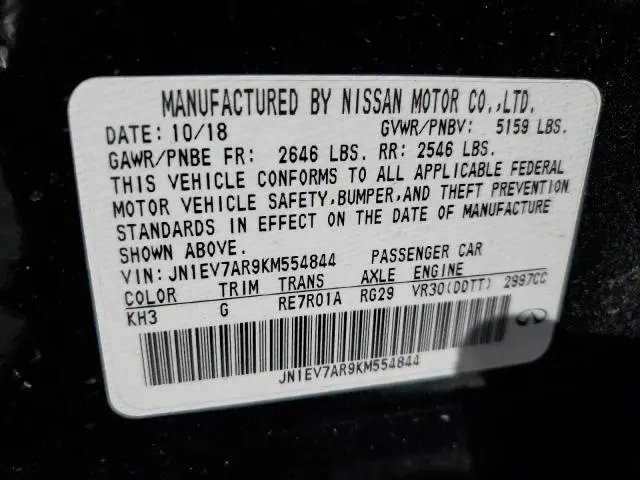 MANUFACTURED BY NISSAN MOTOR CO.,LTD.
DATE: 10/18 GVWR/PNBV: 5159 LBS.
GAWR/PNBE FR: 2646 LBS. RR: 2546 LBS.
THIS VEHICLE CONFORMS TO ALL APPLICABLE FEDERAL
MOTOR VEHICLE SAFETY,BUMPER,AND THEFT PREVENTION
STANDARDS IN EFFECT ON THE DATE OF MANUFACTURE
SHOWN ABOVE.
VIN: JN1EV7AR9KM554844 PASSENGER CAR
COLOR TRIM TRANS AXLE ENGINE
KH3 G RE7R01A RG29 VR30(DDTT) 2997CC
JN1EV7AR9KM554844